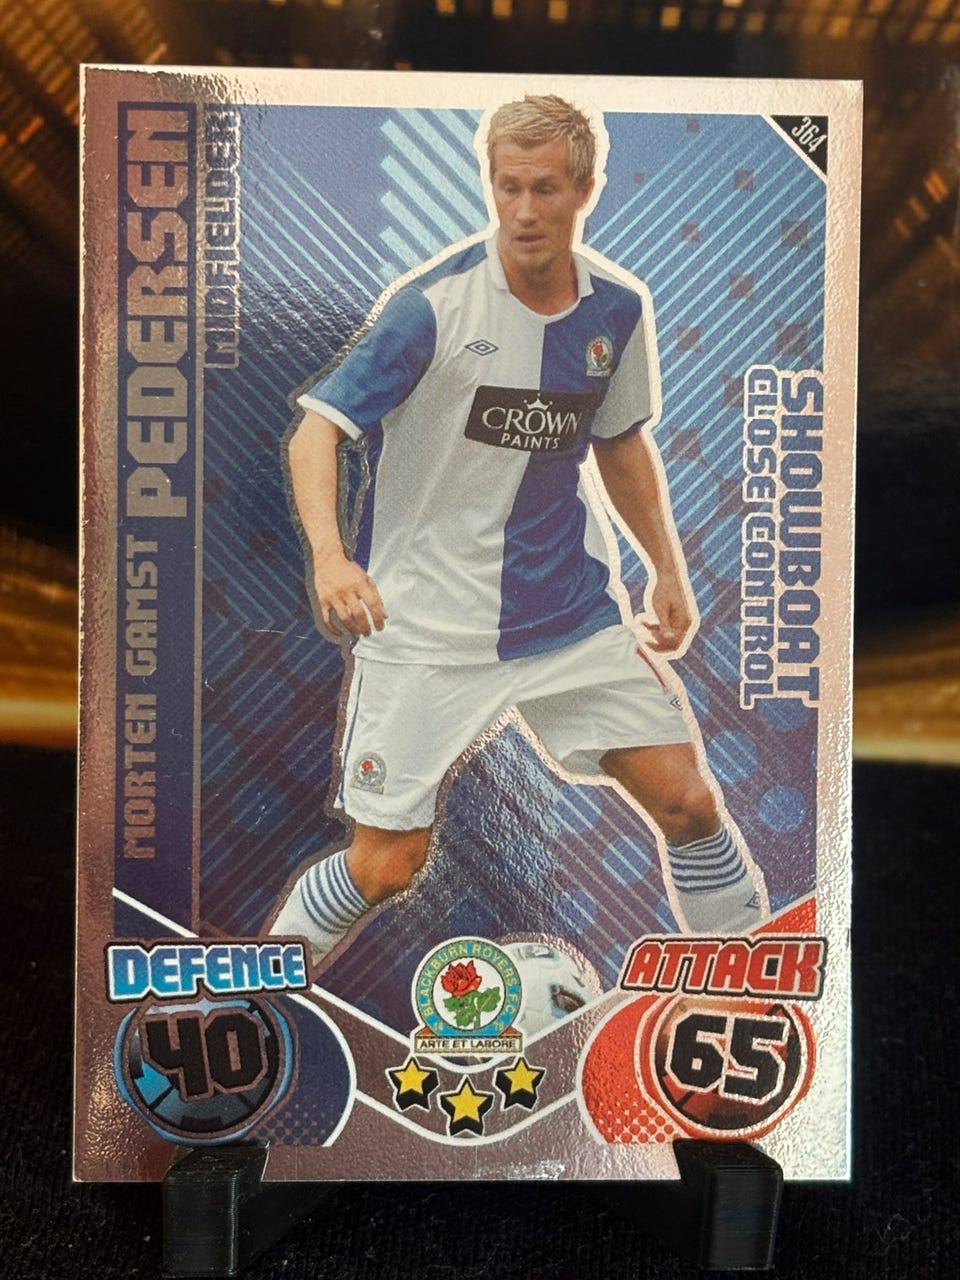 364
MORTEN GAMST PEDERSEN
MIDFIELDER
SHOWBOAT
CLOSE CONTROL
CROWN
PAINTS
DEFENCE
40
BLACKBURN ROVERS F.C.
1875
ARTE ET LABORE
ATTACK
65